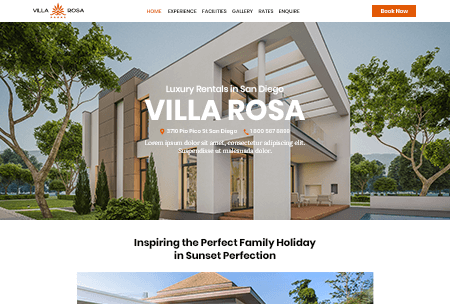 VILLA ROSA
HOME EXPERIENCE FACILITIES GALLERY RATES ENQUIRE
Book Now
Luxury Rentals in San Diego
VILLA ROSA
3710 Pio Pico St San Diego 1 800 567 8888
Lorem ipsum dolor sit amet, consectetur adipiscing elit.
Suspendisse at malesuada dolor.
Inspiring the Perfect Family Holiday
in Sunset Perfection